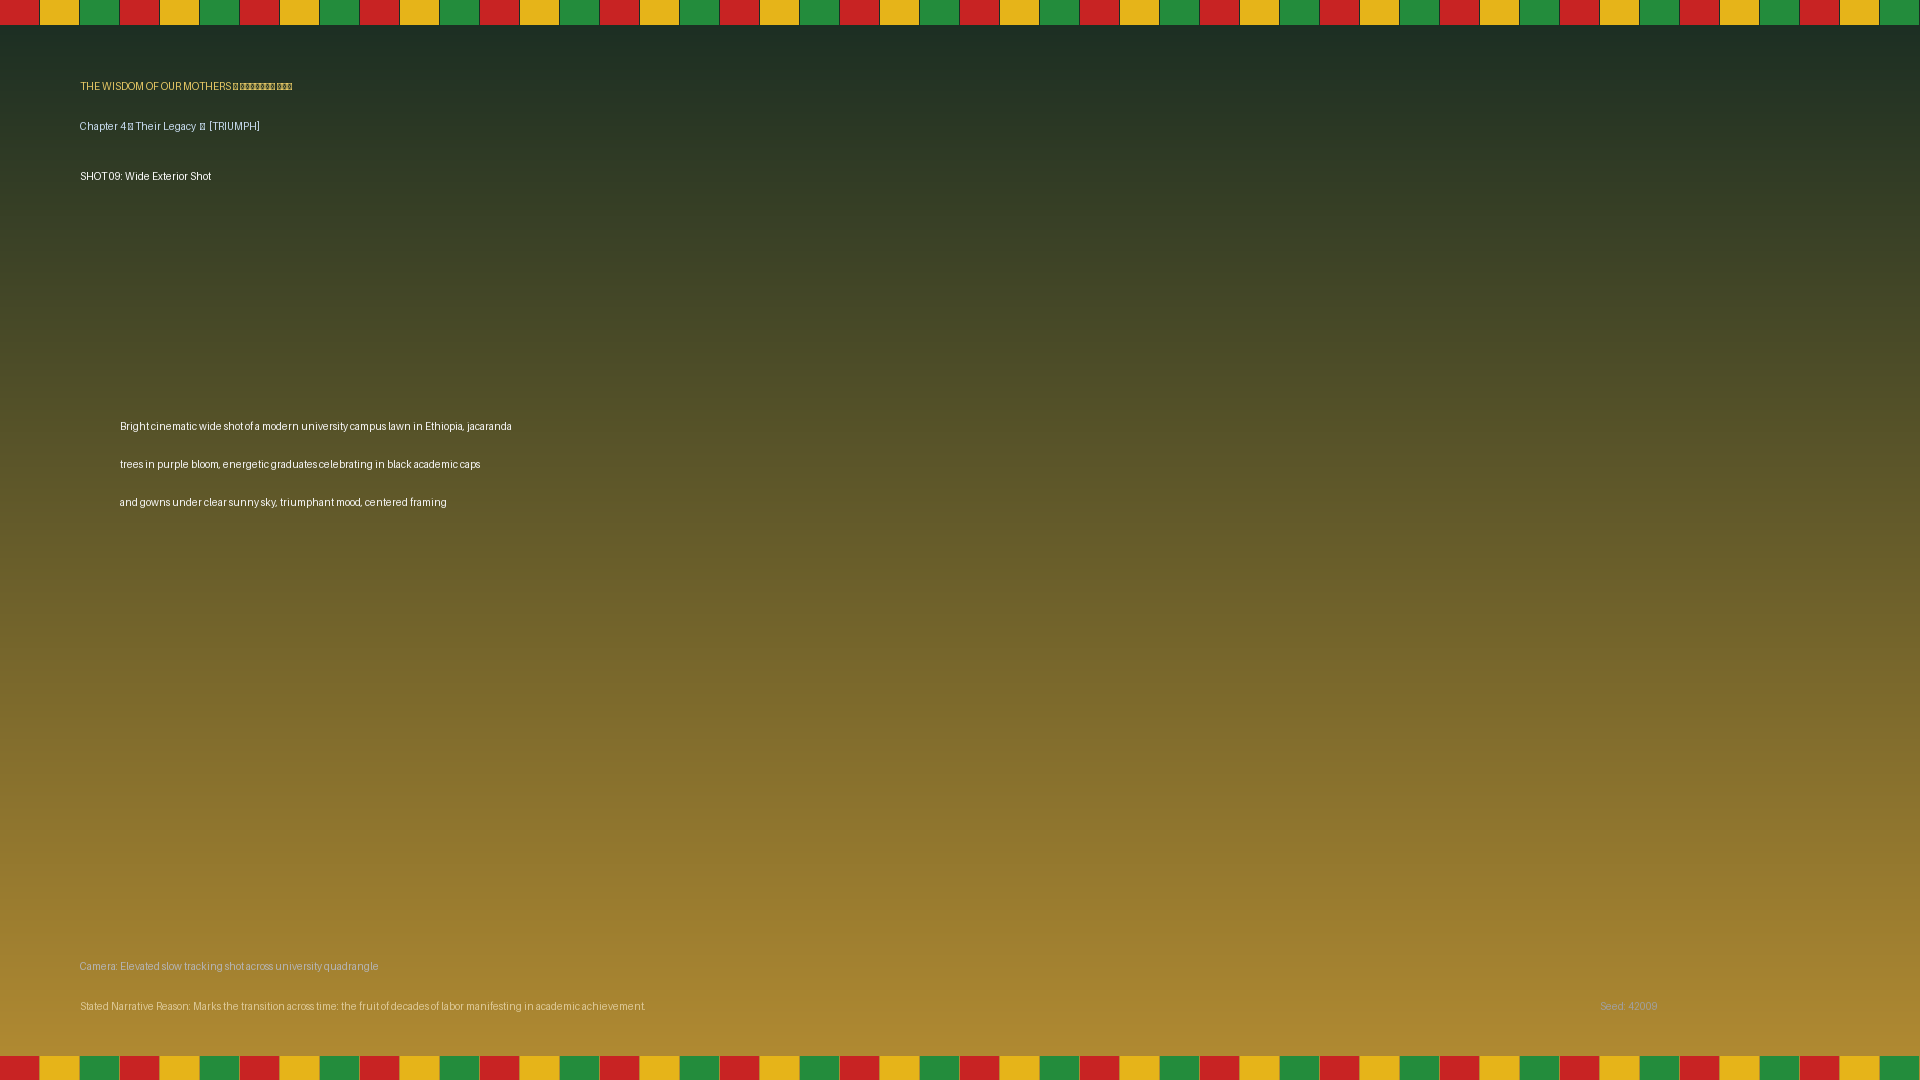 THE WISDOM OF OUR MOTHERS
Chapter 4 Their Legacy [TRIUMPH]
SHOT 09: Wide Exterior Shot
Bright cinematic wide shot of a modern university campus lawn in Ethiopia, jacaranda
trees in purple bloom, energetic graduates celebrating in black academic caps
and gowns under clear sunny sky, triumphant mood, centered framing
Camera: Elevated slow tracking shot across university quadrangle
Stated Narrative Reason: Marks the transition across time: the fruit of decades of labor manifesting in academic achievement.
Seed: 42009